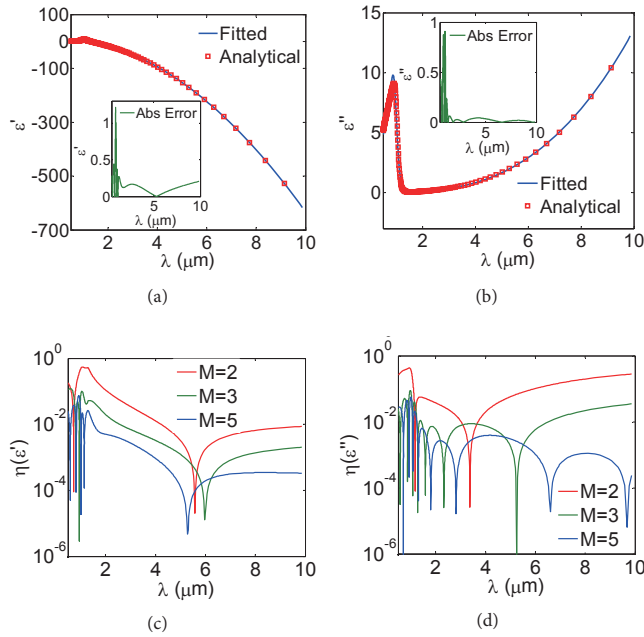 0
-100
-300
-500
-700
ε'
2 4 6 8 10
λ (μm)
Fitted
Analytical
Abs Error
1
0.5
0
ε'
0 5 10
λ (μm)
(a)
15
10
5
0
ε''
2 4 6 8 10
λ (μm)
Fitted
Analytical
Abs Error
1
0.5
0
ε''
5 10
λ (μm)
(b)
10^0
10^-2
10^-4
10^-6
η(ε')
2 4 6 8 10
λ (μm)
M=2
M=3
M=5
(c)
10^0
10^-2
10^-4
10^-6
η(ε'')
2 4 6 8 10
λ (μm)
M=2
M=3
M=5
(d)